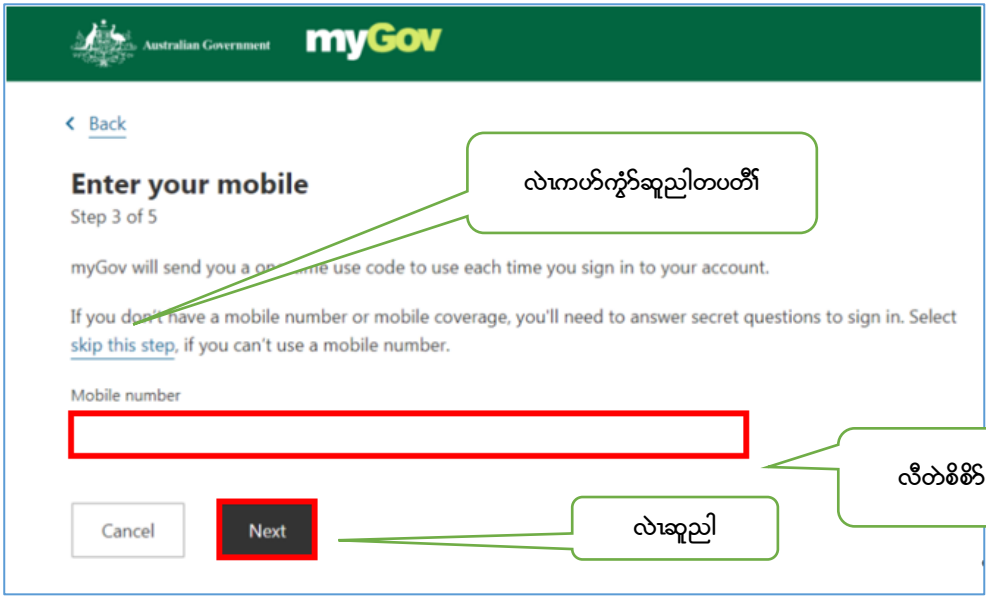 Australian Government
myGov
Back
လဲၤကဟ်ကွံာ်ဆူညါတပတီၢ်
Enter your mobile
Step 3 of 5
myGov will send you a one-time use code to use each time you sign in to your account.
If you don't have a mobile number or mobile coverage, you'll need to answer secret questions to sign in. Select
skip this step, if you can't use a mobile number.
Mobile number
လီတဲစိစိာ်
Cancel
Next
လဲၤဆူညါ